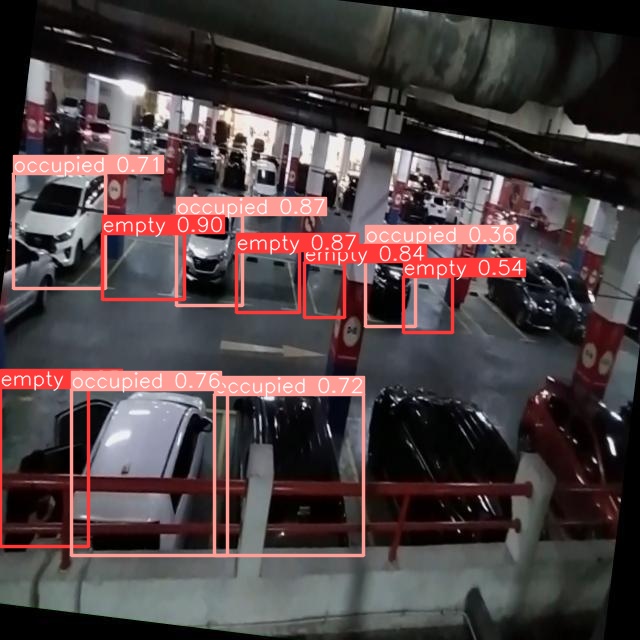 occupied 0.71
occupied 0.87
empty 0.90
occupied 0.36
empty 0.87
empty 0.84
empty 0.54
empty
occupied 0.76
occupied 0.72